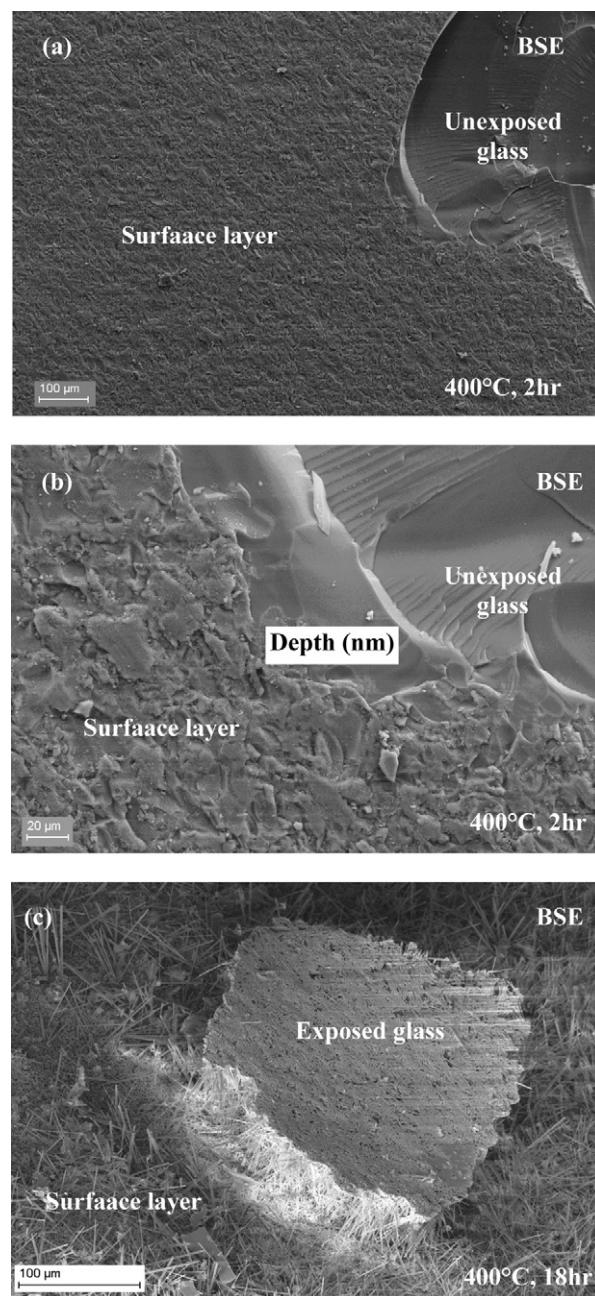 (a)
BSE
Unexposed
glass
Surfaace layer
100 µm
400°C, 2hr
(b)
BSE
Unexposed
glass
Depth (nm)
Surfaace layer
20 µm
400°C, 2hr
(c)
BSE
Exposed glass
Surfaace layer
100 µm
400°C, 18hr